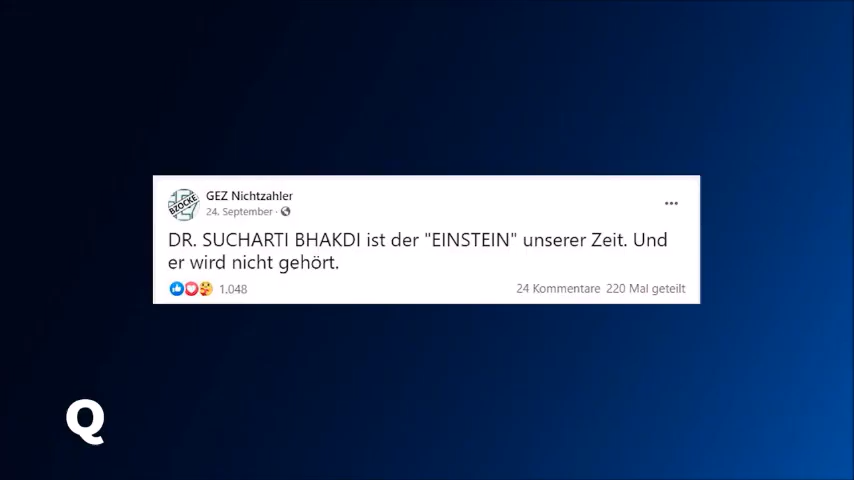 BZOCKE
GEZ Nichtzahler
24. September ·
DR. SUCHARTI BHAKDI ist der "EINSTEIN" unserer Zeit. Und
er wird nicht gehört.
1.048
24 Kommentare 220 Mal geteilt
Q